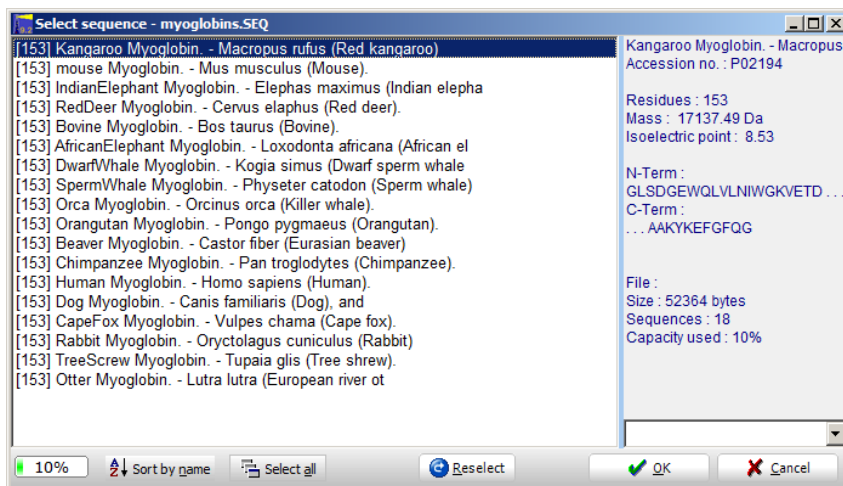 9.2 Select sequence - myoglobins.SEQ
[153] Kangaroo Myoglobin. - Macropus rufus (Red kangaroo)
[153] mouse Myoglobin. - Mus musculus (Mouse).
[153] IndianElephant Myoglobin. - Elephas maximus (Indian elepha
[153] RedDeer Myoglobin. - Cervus elaphus (Red deer).
[153] Bovine Myoglobin. - Bos taurus (Bovine).
[153] AfricanElephant Myoglobin. - Loxodonta africana (African el
[153] DwarfWhale Myoglobin. - Kogia simus (Dwarf sperm whale
[153] SpermWhale Myoglobin. - Physeter catodon (Sperm whale)
[153] Orca Myoglobin. - Orcinus orca (Killer whale).
[153] Orangutan Myoglobin. - Pongo pygmaeus (Orangutan).
[153] Beaver Myoglobin. - Castor fiber (Eurasian beaver)
[153] Chimpanzee Myoglobin. - Pan troglodytes (Chimpanzee).
[153] Human Myoglobin. - Homo sapiens (Human).
[153] Dog Myoglobin. - Canis familiaris (Dog), and
[153] CapeFox Myoglobin. - Vulpes chama (Cape fox).
[153] Rabbit Myoglobin. - Oryctolagus cuniculus (Rabbit)
[153] TreeScrew Myoglobin. - Tupaia glis (Tree shrew).
[153] Otter Myoglobin. - Lutra lutra (European river ot
Kangaroo Myoglobin. - Macropus
Accession no. : P02194
Residues : 153
Mass : 17137.49 Da
Isoelectric point : 8.53
N-Term :
GLSDGEWQLVLNIWGKVETD . . .
C-Term :
. . . AAKYKEFGFQG
File :
Size : 52364 bytes
Sequences : 18
Capacity used : 10%
10%
A
Z
Sort by name
Select all
Reselect
OK
Cancel